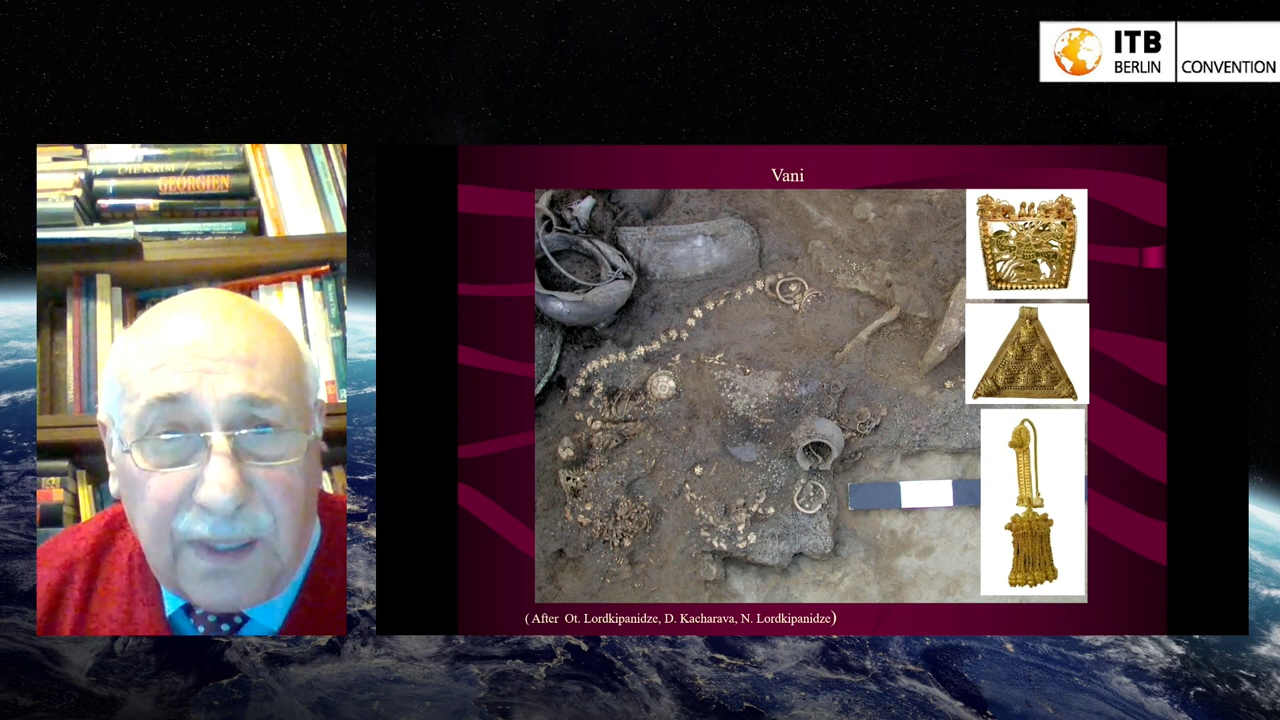 ITB
BERLIN
CONVENTION
DIE KRIM
GEORGIEN
Vani
( After Ot. Lordkipanidze, D. Kacharava, N. Lordkipanidze)